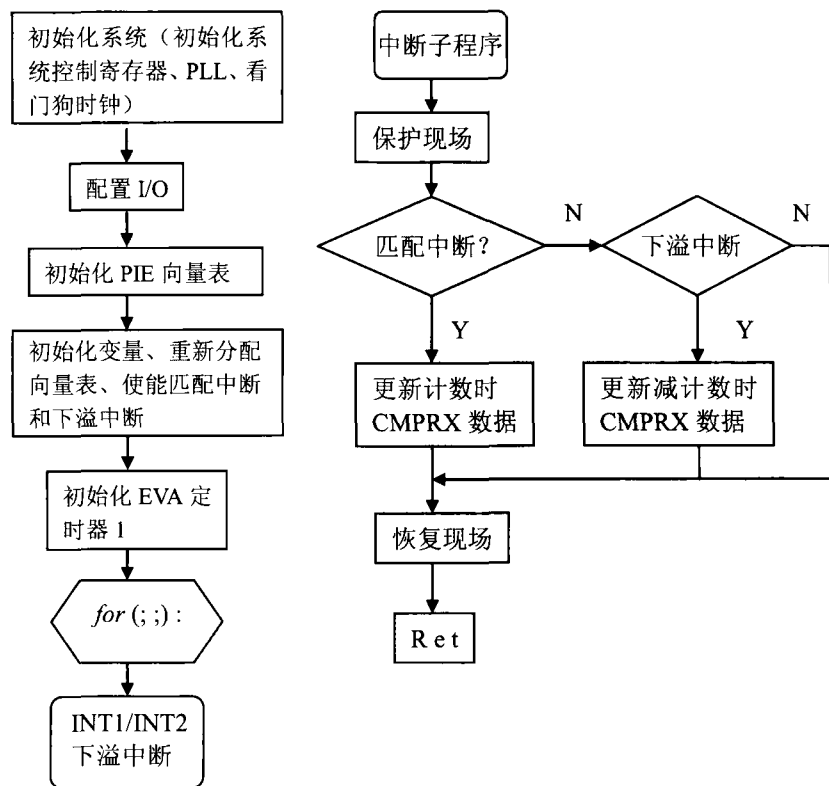 初始化系统（初始化系
统控制寄存器、PLL、看
门狗时钟）
配置 I/O
初始化 PIE 向量表
初始化变量、重新分配
向量表、使能匹配中断
和下溢中断
初始化 EVA 定
时器 1
for (; ;) :
INT1/INT2
下溢中断
中断子程序
保护现场
匹配中断？
N
下溢中断
N
Y
Y
更新计数时
CMPRX 数据
更新减计数时
CMPRX 数据
恢复现场
Ret